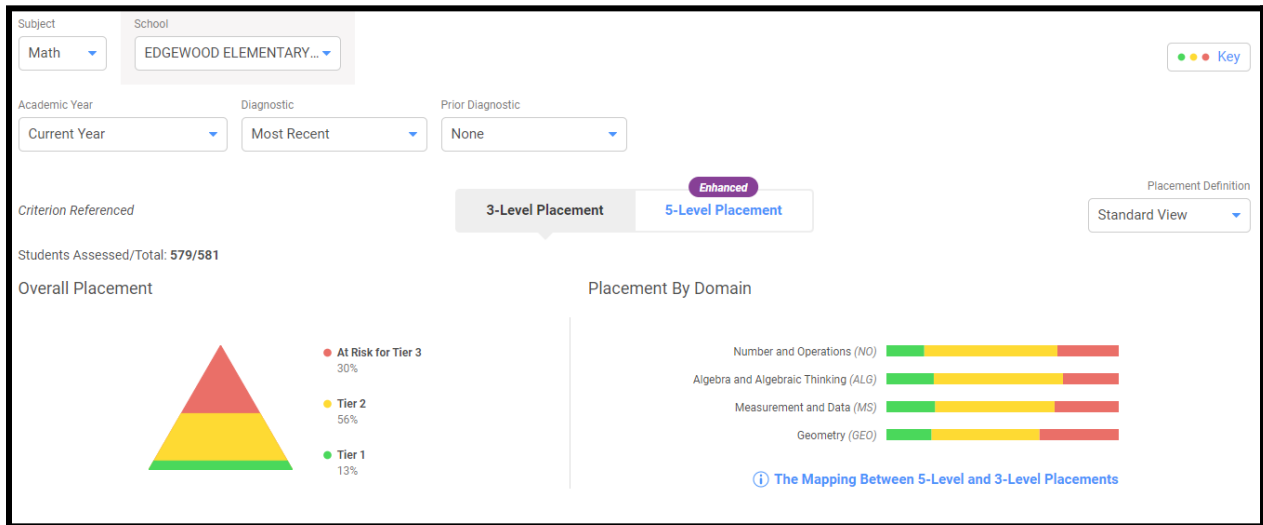 Subject
Math
School
EDGEWOOD ELEMENTARY...
Key
Academic Year
Current Year
Diagnostic
Most Recent
Prior Diagnostic
None
Criterion Referenced
3-Level Placement
Enhanced
5-Level Placement
Placement Definition
Standard View
Students Assessed/Total: 579/581
Overall Placement
At Risk for Tier 3
30%
Tier 2
56%
Tier 1
13%
Placement By Domain
Number and Operations (NO)
Algebra and Algebraic Thinking (ALG)
Measurement and Data (MS)
Geometry (GEO)
The Mapping Between 5-Level and 3-Level Placements